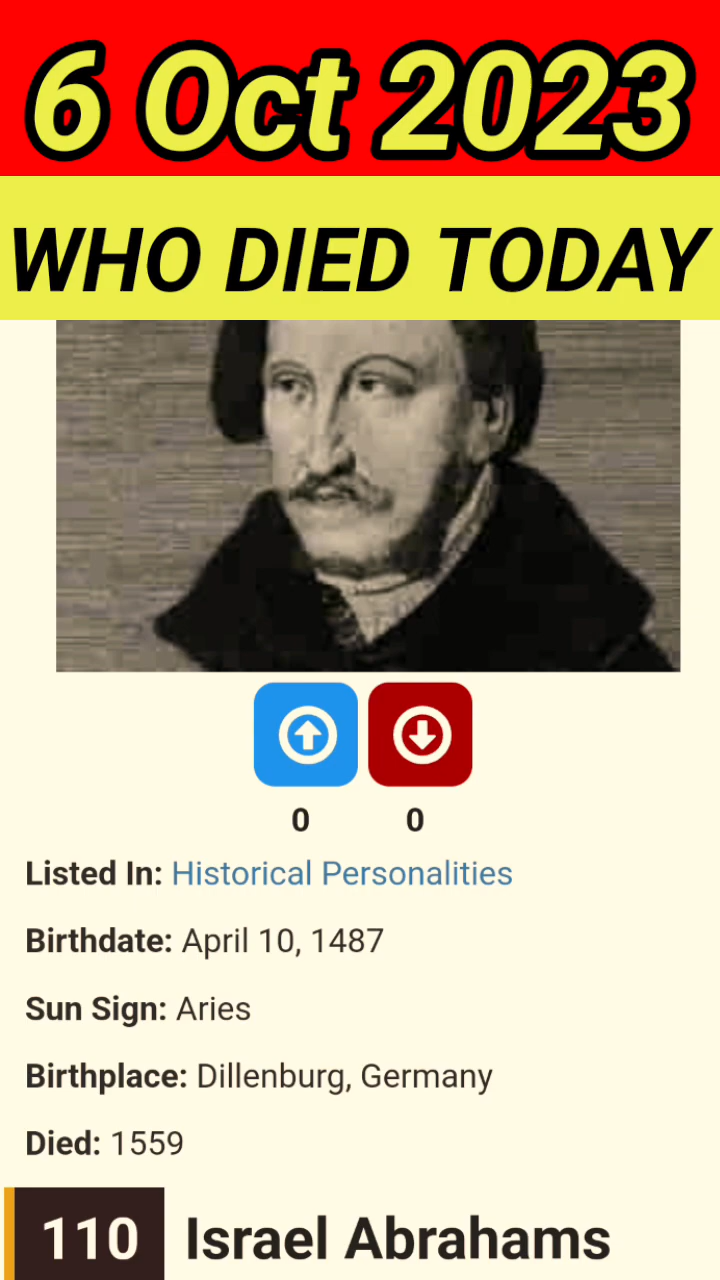 6 Oct 2023
WHO DIED TODAY
0 0
Listed In: Historical Personalities
Birthdate: April 10, 1487
Sun Sign: Aries
Birthplace: Dillenburg, Germany
Died: 1559
110 Israel Abrahams